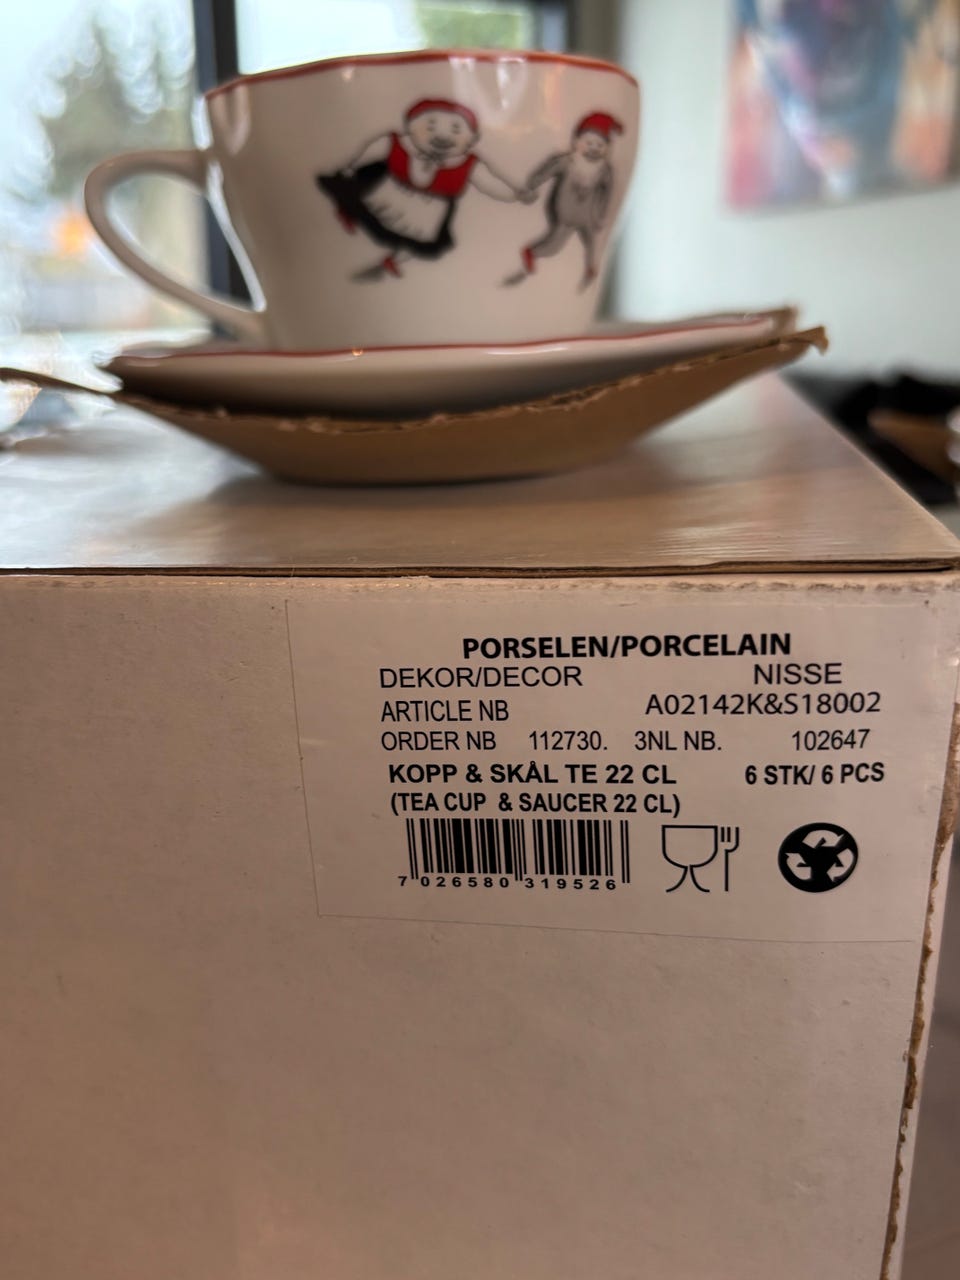 PORSELEN/PORCELAIN
DEKOR/DECOR NISSE
ARTICLE NB A02142K&S18002
ORDER NB 112730. 3NL NB. 102647
KOPP & SKÅL TE 22 CL 6 STK/ 6 PCS
(TEA CUP & SAUCER 22 CL)
7 026580 319526